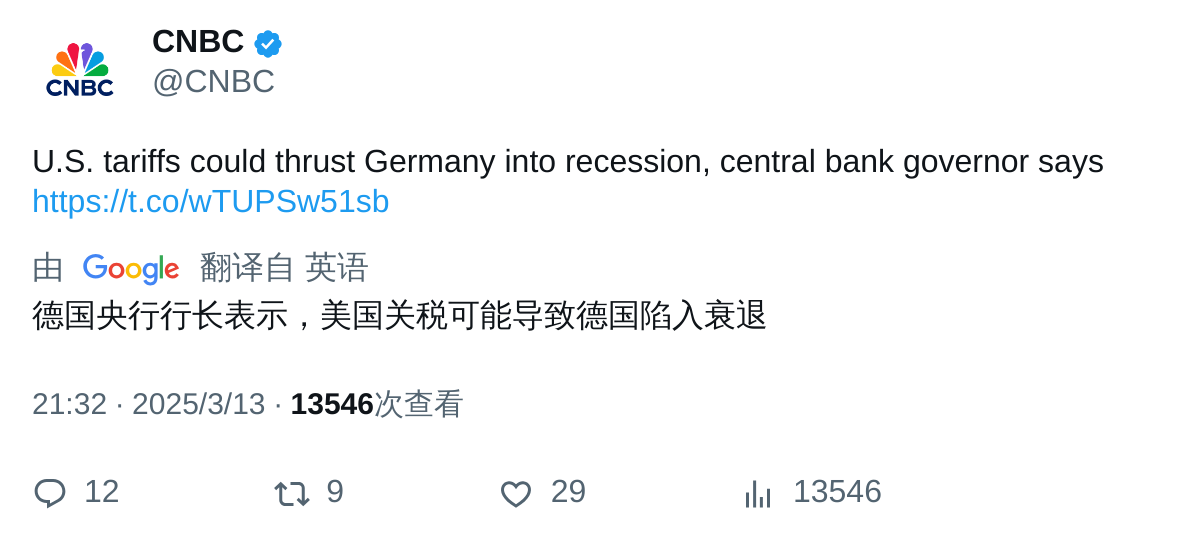 CNBC
CNBC
@CNBC
U.S. tariffs could thrust Germany into recession, central bank governor says
https://t.co/wTUPSw51sb
由 Google 翻译自 英语
德国央行行长表示，美国关税可能导致德国陷入衰退
21:32 · 2025/3/13 · 13546次查看
12 9 29 13546